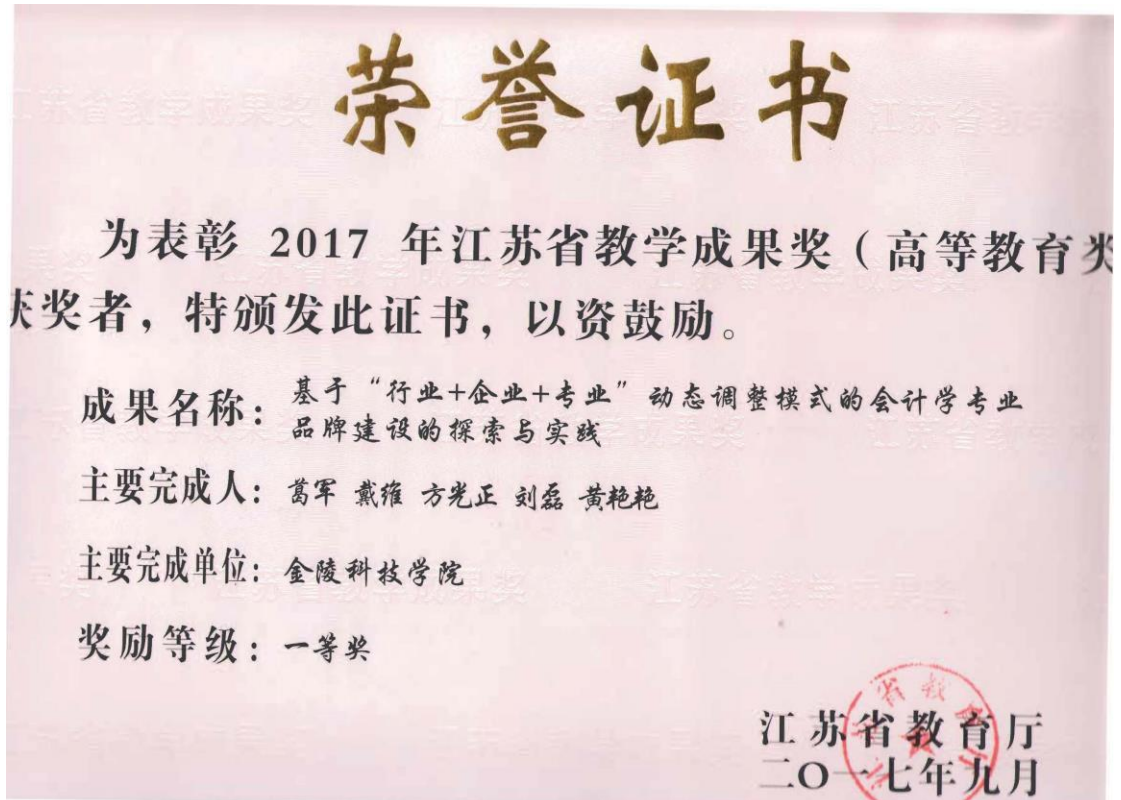 荣誉证书
为表彰 2017 年江苏省教学成果奖（高等教育类
获奖者，特颁发此证书，以资鼓励。
成果名称：基于“行业+企业+专业”动态调整模式的会计学专业
品牌建设的探索与实践
主要完成人：葛军 戴维 方光正 刘磊 黄艳艳
主要完成单位：金陵科技学院
奖励等级：一等奖
江苏省教育厅
二〇一七年九月